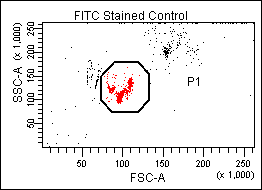 FITC Stained Control
SSC-A (x 1,000)
250
200
150
100
50
P1
50 100 150 200 250
FSC-A (x 1,000)